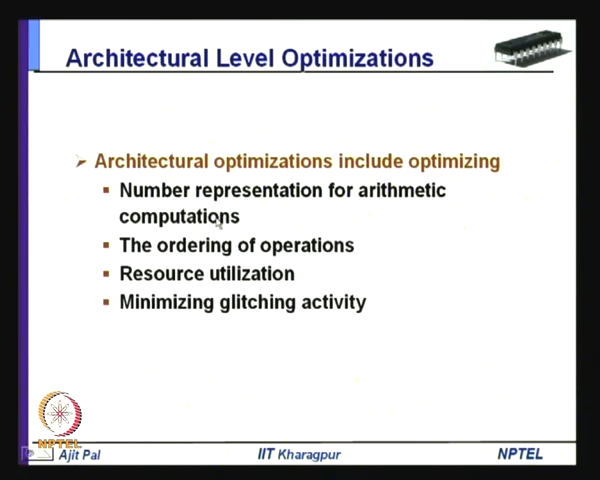 Architectural Level Optimizations
Architectural optimizations include optimizing
Number representation for arithmetic
computations
The ordering of operations
Resource utilization
Minimizing glitching activity
NPTEL
Ajit Pal
IIT Kharagpur
NPTEL